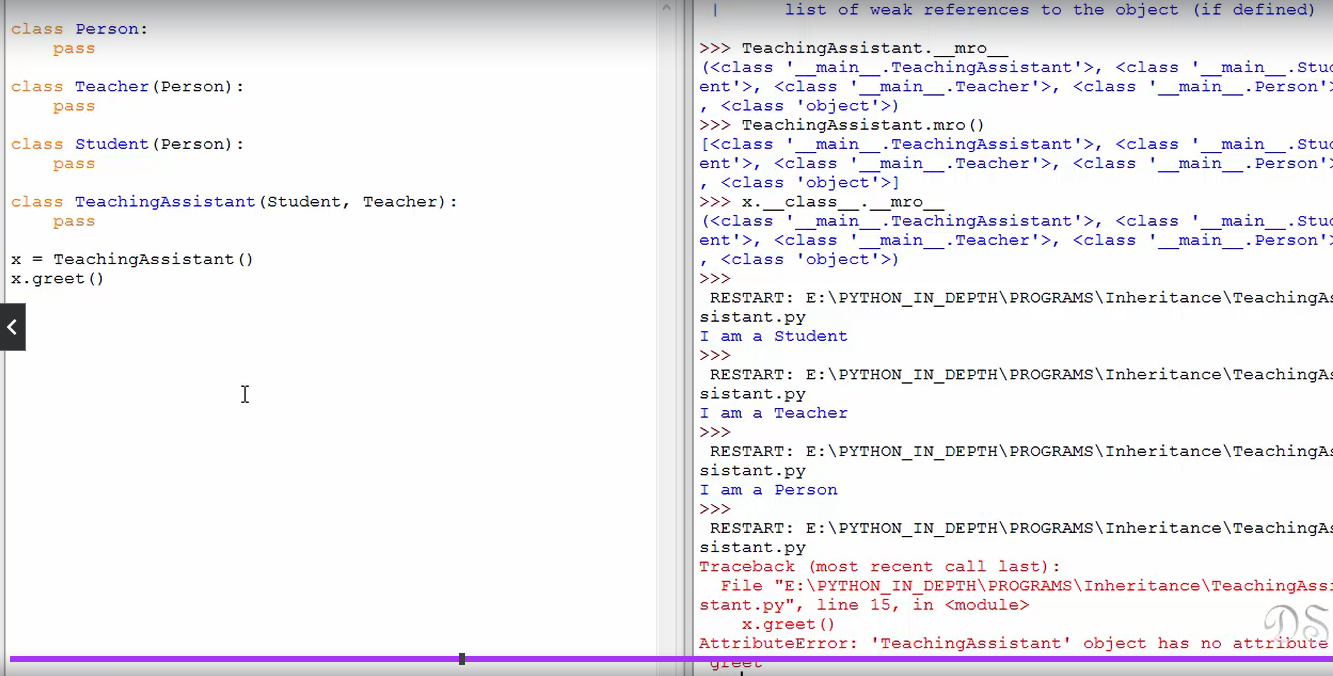 class Person:
    pass
class Teacher(Person):
    pass
class Student(Person):
    pass
class TeachingAssistant(Student, Teacher):
    pass
x = TeachingAssistant()
x.greet()
|      list of weak references to the object (if defined)
>>> TeachingAssistant.__mro__
(<class '__main__.TeachingAssistant'>, <class '__main__.Stud
ent'>, <class '__main__.Teacher'>, <class '__main__.Person'>
, <class 'object'>)
>>> TeachingAssistant.mro()
[<class '__main__.TeachingAssistant'>, <class '__main__.Stud
ent'>, <class '__main__.Teacher'>, <class '__main__.Person'>
, <class 'object'>]
>>> x.__class__.__mro__
(<class '__main__.TeachingAssistant'>, <class '__main__.Stud
ent'>, <class '__main__.Teacher'>, <class '__main__.Person'>
, <class 'object'>)
>>>
 RESTART: E:\PYTHON_IN_DEPTH\PROGRAMS\Inheritance\TeachingAs
sistant.py
I am a Student
>>>
 RESTART: E:\PYTHON_IN_DEPTH\PROGRAMS\Inheritance\TeachingAs
sistant.py
I am a Teacher
>>>
 RESTART: E:\PYTHON_IN_DEPTH\PROGRAMS\Inheritance\TeachingAs
sistant.py
I am a Person
>>>
 RESTART: E:\PYTHON_IN_DEPTH\PROGRAMS\Inheritance\TeachingAs
sistant.py
Traceback (most recent call last):
  File "E:\PYTHON_IN_DEPTH\PROGRAMS\Inheritance\TeachingAssi
stant.py", line 15, in <module>
    x.greet()
AttributeError: 'TeachingAssistant' object has no attribute
'greet'
DS